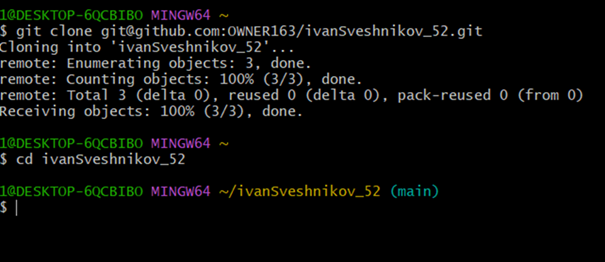 1@DESKTOP-6QCBIBO MINGW64 ~
$ git clone git@github.com:OWNER163/ivanSveshnikov_52.git
Cloning into 'ivanSveshnikov_52'...
remote: Enumerating objects: 3, done.
remote: Counting objects: 100% (3/3), done.
remote: Total 3 (delta 0), reused 0 (delta 0), pack-reused 0 (from 0)
Receiving objects: 100% (3/3), done.
1@DESKTOP-6QCBIBO MINGW64 ~
$ cd ivanSveshnikov_52
1@DESKTOP-6QCBIBO MINGW64 ~/ivanSveshnikov_52 (main)
$